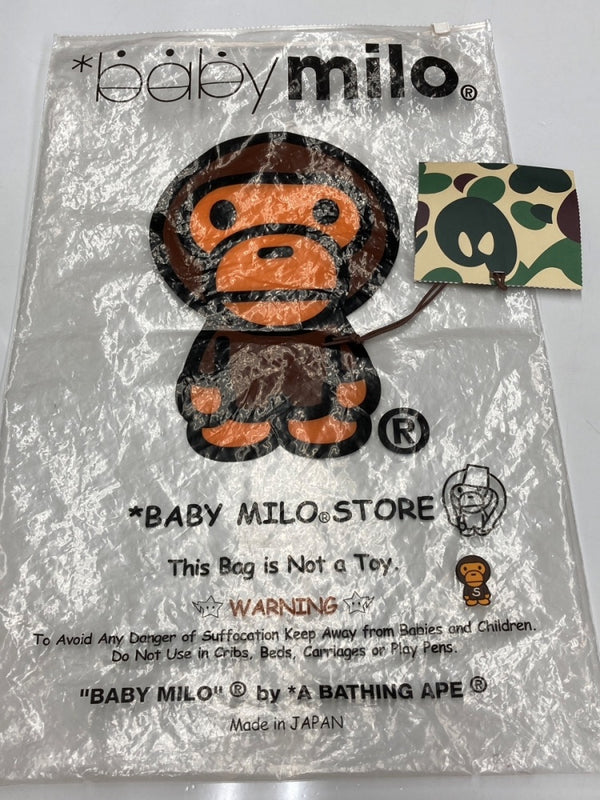 *baby milo®
®
*BABY MILO® STORE
This Bag is Not a Toy.
WARNING
S
To Avoid Any Danger of Suffocation Keep Away from Babies and Children.
Do Not Use in Cribs, Beds, Carriages or Play Pens.
"BABY MILO" ® by *A BATHING APE ®
Made in JAPAN